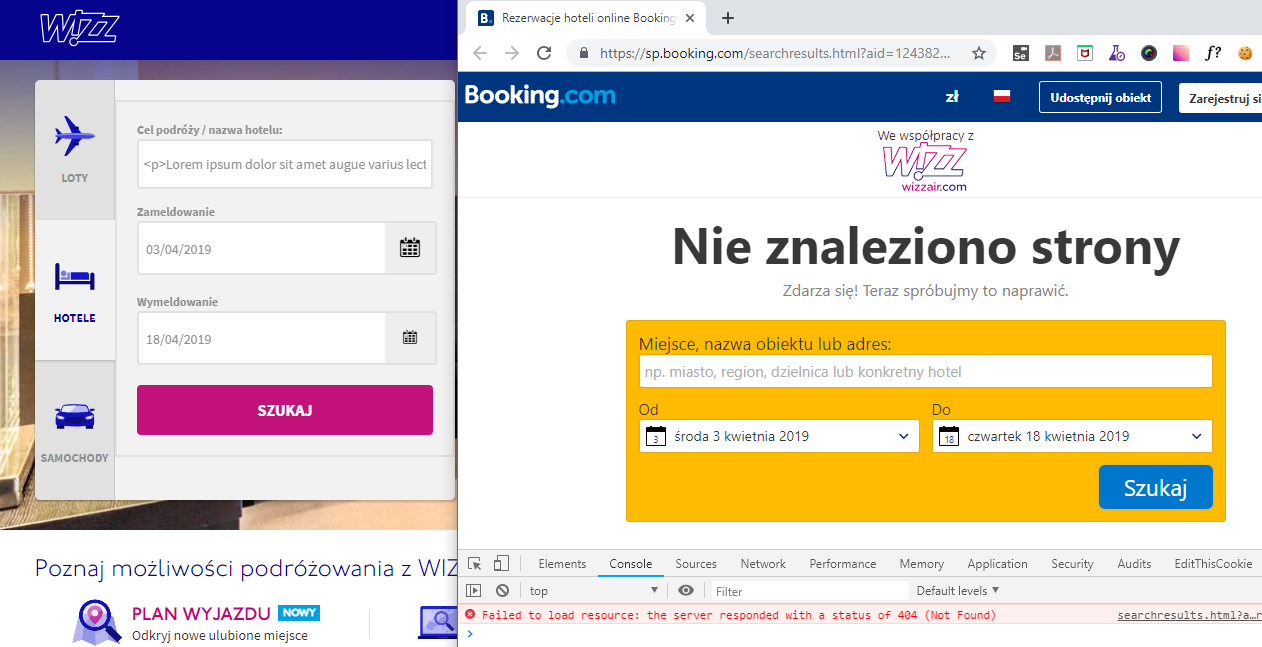 WIZZ
LOTY
HOTELE
SAMOCHODY
Cel podróży / nazwa hotelu:
<p>Lorem ipsum dolor sit amet augue varius lect
Zameldowanie
03/04/2019
Wymeldowanie
18/04/2019
SZUKAJ
Poznaj możliwości podróżowania z WIZ
PLAN WYJAZDU NOWY
Odkryj nowe ulubione miejsce
B. Rezerwacje hoteli online Booking
https://sp.booking.com/searchresults.html?aid=124382...
Se
f?
Booking.com
zł
Udostępnij obiekt
Zarejestruj si
We współpracy z
WIZZ
wizzair.com
Nie znaleziono strony
Zdarza się! Teraz spróbujmy to naprawić.
Miejsce, nazwa obiektu lub adres:
np. miasto, region, dzielnica lub konkretny hotel
Od
Do
3 środa 3 kwietnia 2019
18 czwartek 18 kwietnia 2019
Szukaj
Elements Console Sources Network Performance Memory Application Security Audits EditThisCookie
top Filter Default levels
Failed to load resource: the server responded with a status of 404 (Not Found) searchresults.html?a…r